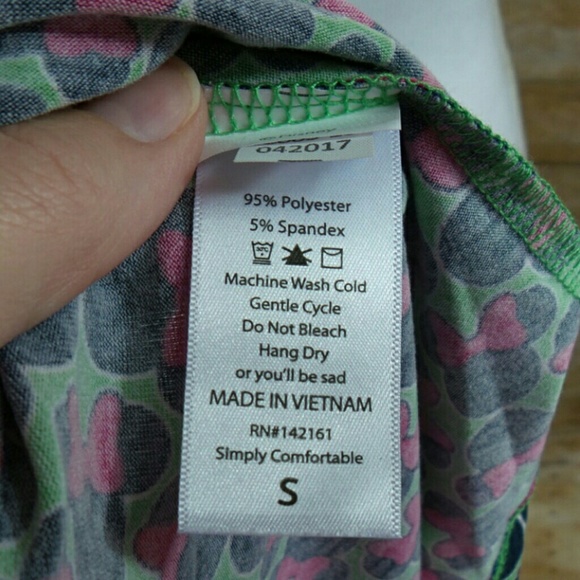 Disney
042017
95% Polyester
5% Spandex
Machine Wash Cold
Gentle Cycle
Do Not Bleach
Hang Dry
or you'll be sad
MADE IN VIETNAM
RN#142161
Simply Comfortable
S